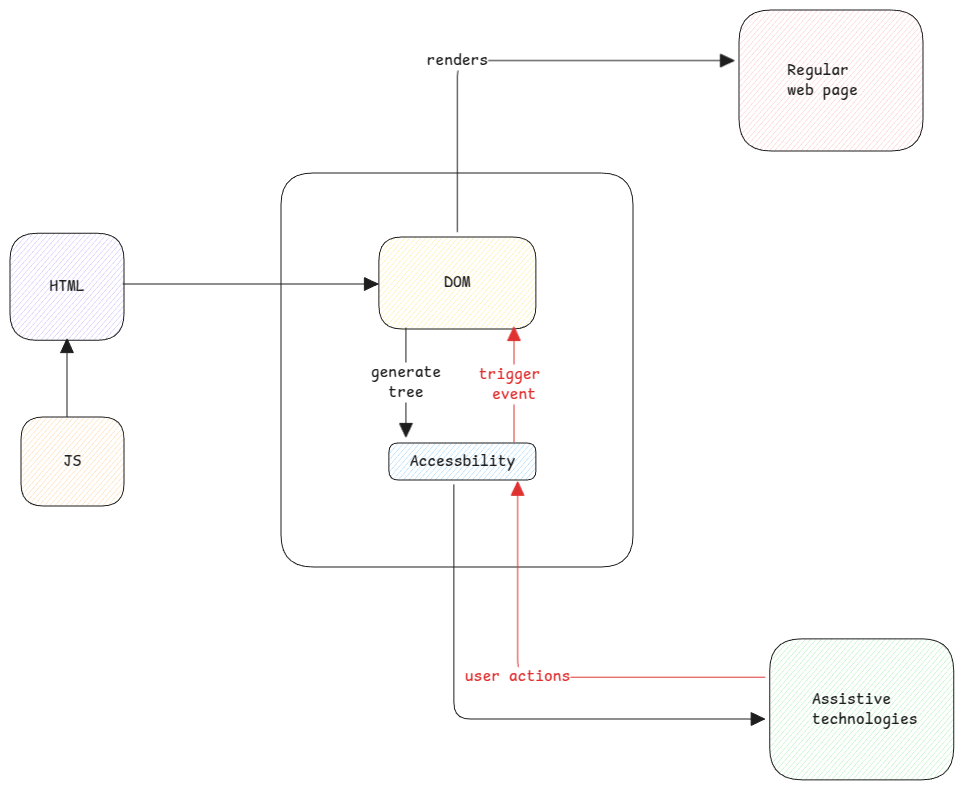 renders
Regular
web page
HTML
DOM
generate
tree
trigger
event
JS
Accessbility
user actions
Assistive
technologies